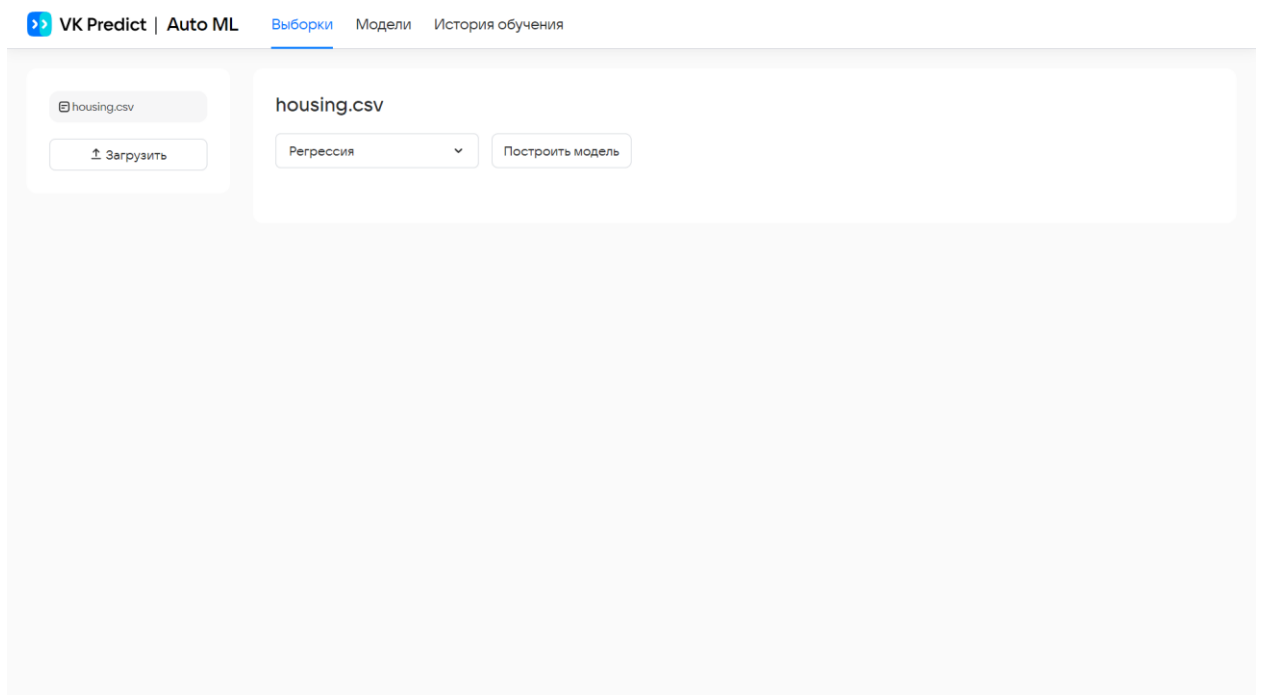 VK Predict | Auto ML Выборки Модели История обучения
housing.csv
Загрузить
housing.csv
Регрессия Построить модель